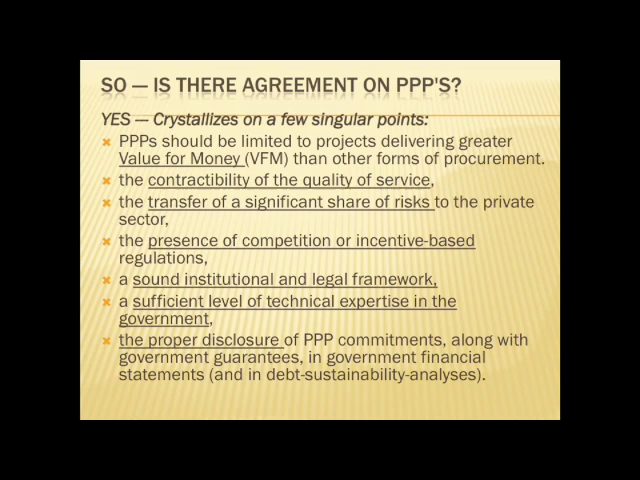 SO — IS THERE AGREEMENT ON PPP'S?
YES — Crystallizes on a few singular points:
PPPs should be limited to projects delivering greater
Value for Money (VFM) than other forms of procurement.
the contractibility of the quality of service,
the transfer of a significant share of risks to the private
sector,
the presence of competition or incentive-based
regulations,
a sound institutional and legal framework,
a sufficient level of technical expertise in the
government,
the proper disclosure of PPP commitments, along with
government guarantees, in government financial
statements (and in debt-sustainability-analyses).